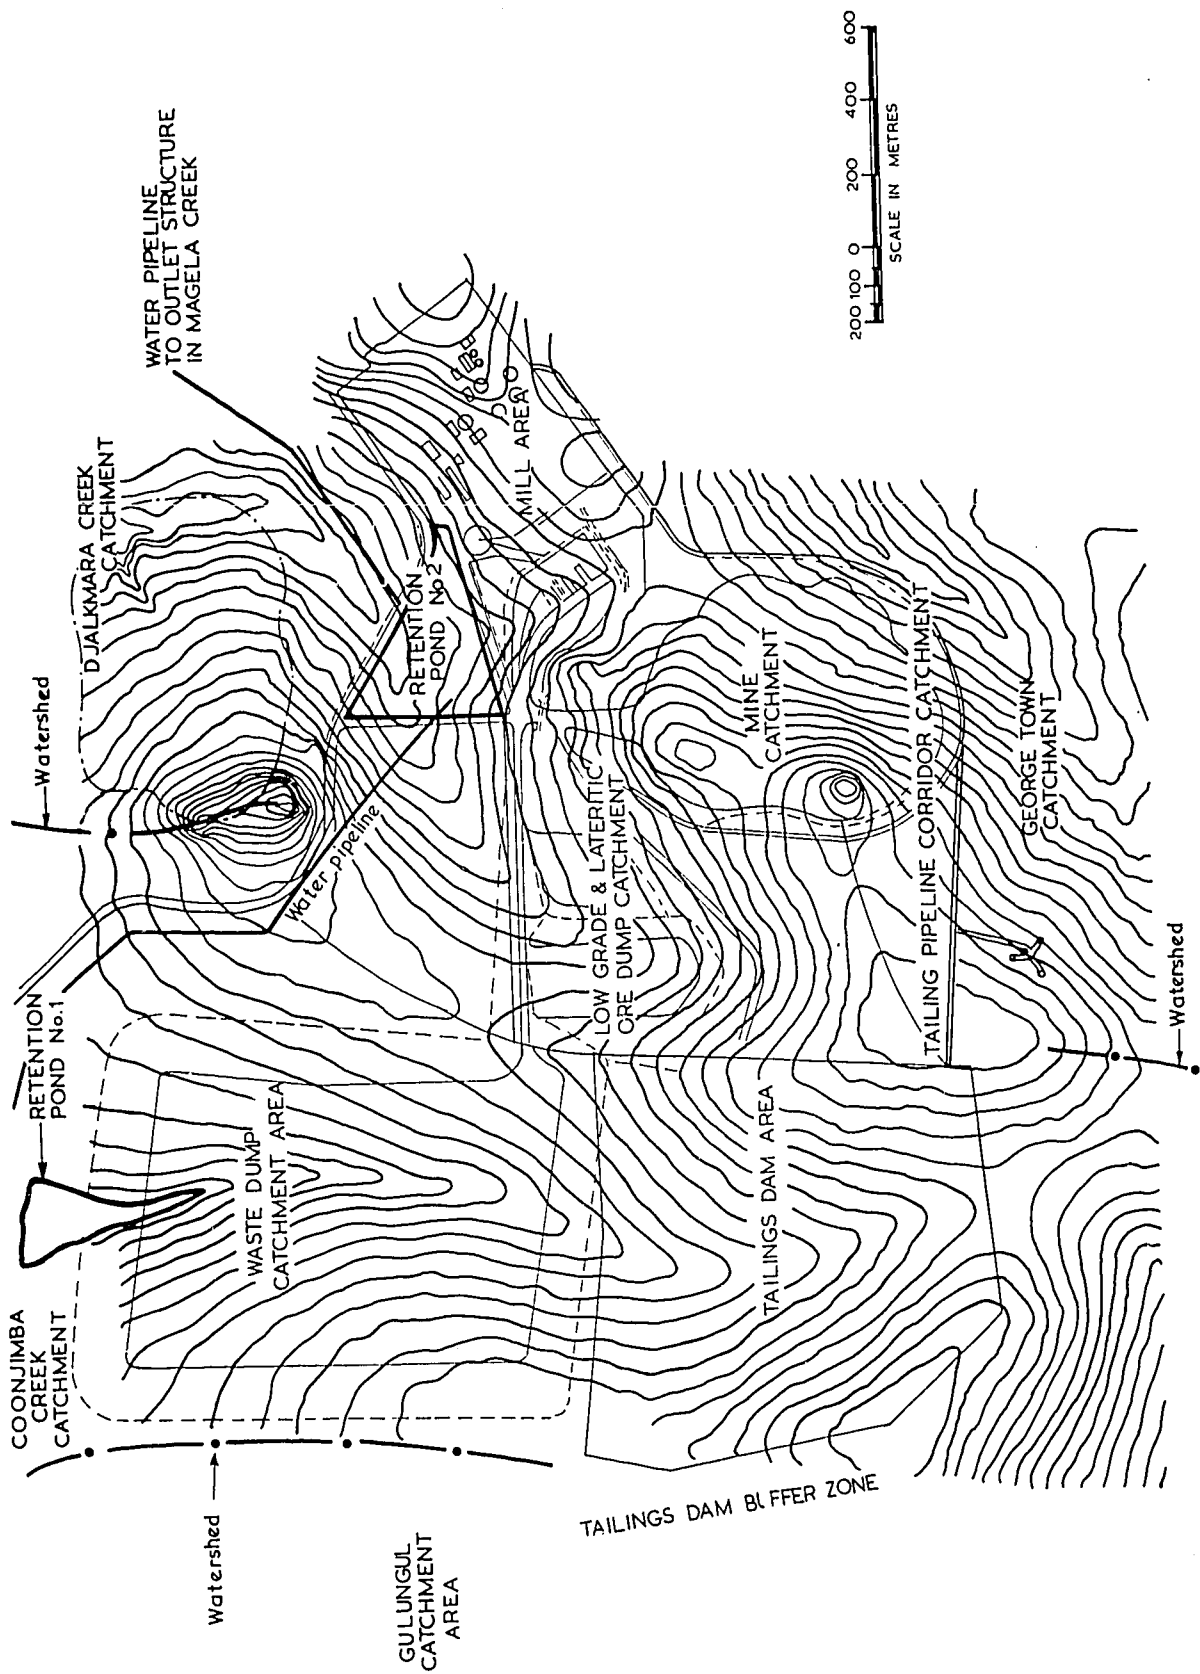 COONJIMBA
CREEK
CATCHMENT
RETENTION
POND No.1
Watershed
DJALKMARA CREEK
CATCHMENT
WATER PIPELINE
TO OUTLET STRUCTURE
IN MAGELA CREEK
Watershed
GULUNGUL
CATCHMENT
AREA
WASTE DUMP
CATCHMENT AREA
Water pipeline
RETENTION
POND No 2
MILL AREA
TAILINGS DAM BUFFER ZONE
TAILINGS DAM AREA
LOW GRADE & LATERITIC
ORE DUMP CATCHMENT
MINE
CATCHMENT
TAILING PIPELINE CORRIDOR CATCHMENT
GEORGE TOWN
CATCHMENT
Watershed
200 100 0 200 400 600
SCALE IN METRES